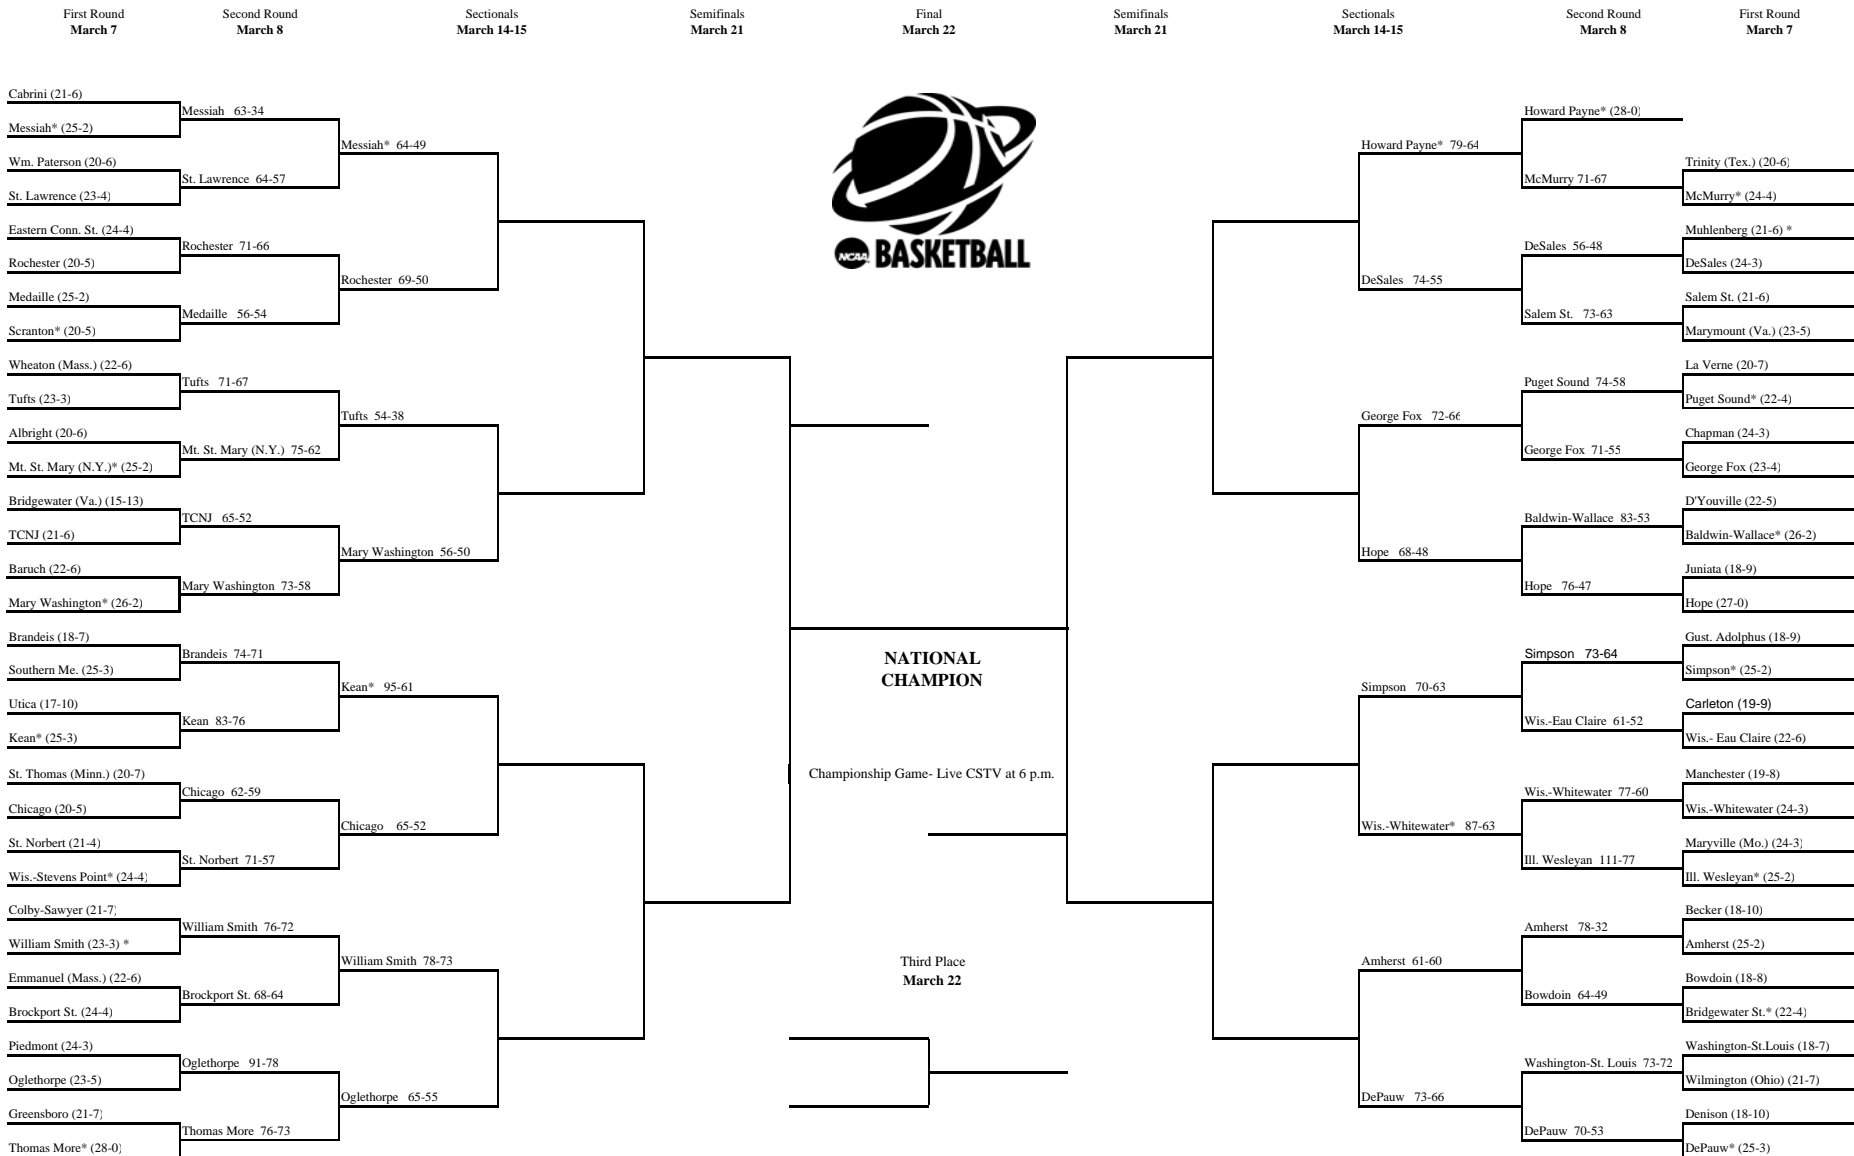 First Round
March 7
Second Round
March 8
Sectionals
March 14-15
Semifinals
March 21
Final
March 22
Semifinals
March 21
Sectionals
March 14-15
Second Round
March 8
First Round
March 7
Cabrini (21-6)
Messiah* (25-2)
Wm. Paterson (20-6)
St. Lawrence (23-4)
Eastern Conn. St. (24-4)
Rochester (20-5)
Medaille (25-2)
Scranton* (20-5)
Wheaton (Mass.) (22-6)
Tufts (23-3)
Albright (20-6)
Mt. St. Mary (N.Y.)* (25-2)
Bridgewater (Va.) (15-13)
TCNJ (21-6)
Baruch (22-6)
Mary Washington* (26-2)
Brandeis (18-7)
Southern Me. (25-3)
Utica (17-10)
Kean* (25-3)
St. Thomas (Minn.) (20-7)
Chicago (20-5)
St. Norbert (21-4)
Wis.-Stevens Point* (24-4)
Colby-Sawyer (21-7)
William Smith (23-3) *
Emmanuel (Mass.) (22-6)
Brockport St. (24-4)
Piedmont (24-3)
Oglethorpe (23-5)
Greensboro (21-7)
Thomas More* (28-0)
Messiah 63-34
St. Lawrence 64-57
Rochester 71-66
Medaille 56-54
Tufts 71-67
Mt. St. Mary (N.Y.) 75-62
TCNJ 65-52
Mary Washington 73-58
Brandeis 74-71
Kean 83-76
Chicago 62-59
St. Norbert 71-57
William Smith 76-72
Brockport St. 68-64
Oglethorpe 91-78
Thomas More 76-73
Messiah* 64-49
Rochester 69-50
Tufts 54-38
Mary Washington 56-50
Kean* 95-61
Chicago 65-52
William Smith 78-73
Oglethorpe 65-55
NCAA BASKETBALL
NATIONAL
CHAMPION
Championship Game- Live CSTV at 6 p.m.
Third Place
March 22
Howard Payne* 79-64
DeSales 74-55
George Fox 72-66
Hope 68-48
Simpson 70-63
Wis.-Whitewater* 87-63
Amherst 61-60
DePauw 73-66
Howard Payne* (28-0)
McMurry 71-67
DeSales 56-48
Salem St. 73-63
Puget Sound 74-58
George Fox 71-55
Baldwin-Wallace 83-53
Hope 76-47
Simpson 73-64
Wis.-Eau Claire 61-52
Wis.-Whitewater 77-60
Ill. Wesleyan 111-77
Amherst 78-32
Bowdoin 64-49
Washington-St. Louis 73-72
DePauw 70-53
Trinity (Tex.) (20-6)
McMurry* (24-4)
Muhlenberg (21-6) *
DeSales (24-3)
Salem St. (21-6)
Marymount (Va.) (23-5)
La Verne (20-7)
Puget Sound* (22-4)
Chapman (24-3)
George Fox (23-4)
D'Youville (22-5)
Baldwin-Wallace* (26-2)
Juniata (18-9)
Hope (27-0)
Gust. Adolphus (18-9)
Simpson* (25-2)
Carleton (19-9)
Wis.- Eau Claire (22-6)
Manchester (19-8)
Wis.-Whitewater (24-3)
Maryville (Mo.) (24-3)
Ill. Wesleyan* (25-2)
Becker (18-10)
Amherst (25-2)
Bowdoin (18-8)
Bridgewater St.* (22-4)
Washington-St.Louis (18-7)
Wilmington (Ohio) (21-7)
Denison (18-10)
DePauw* (25-3)